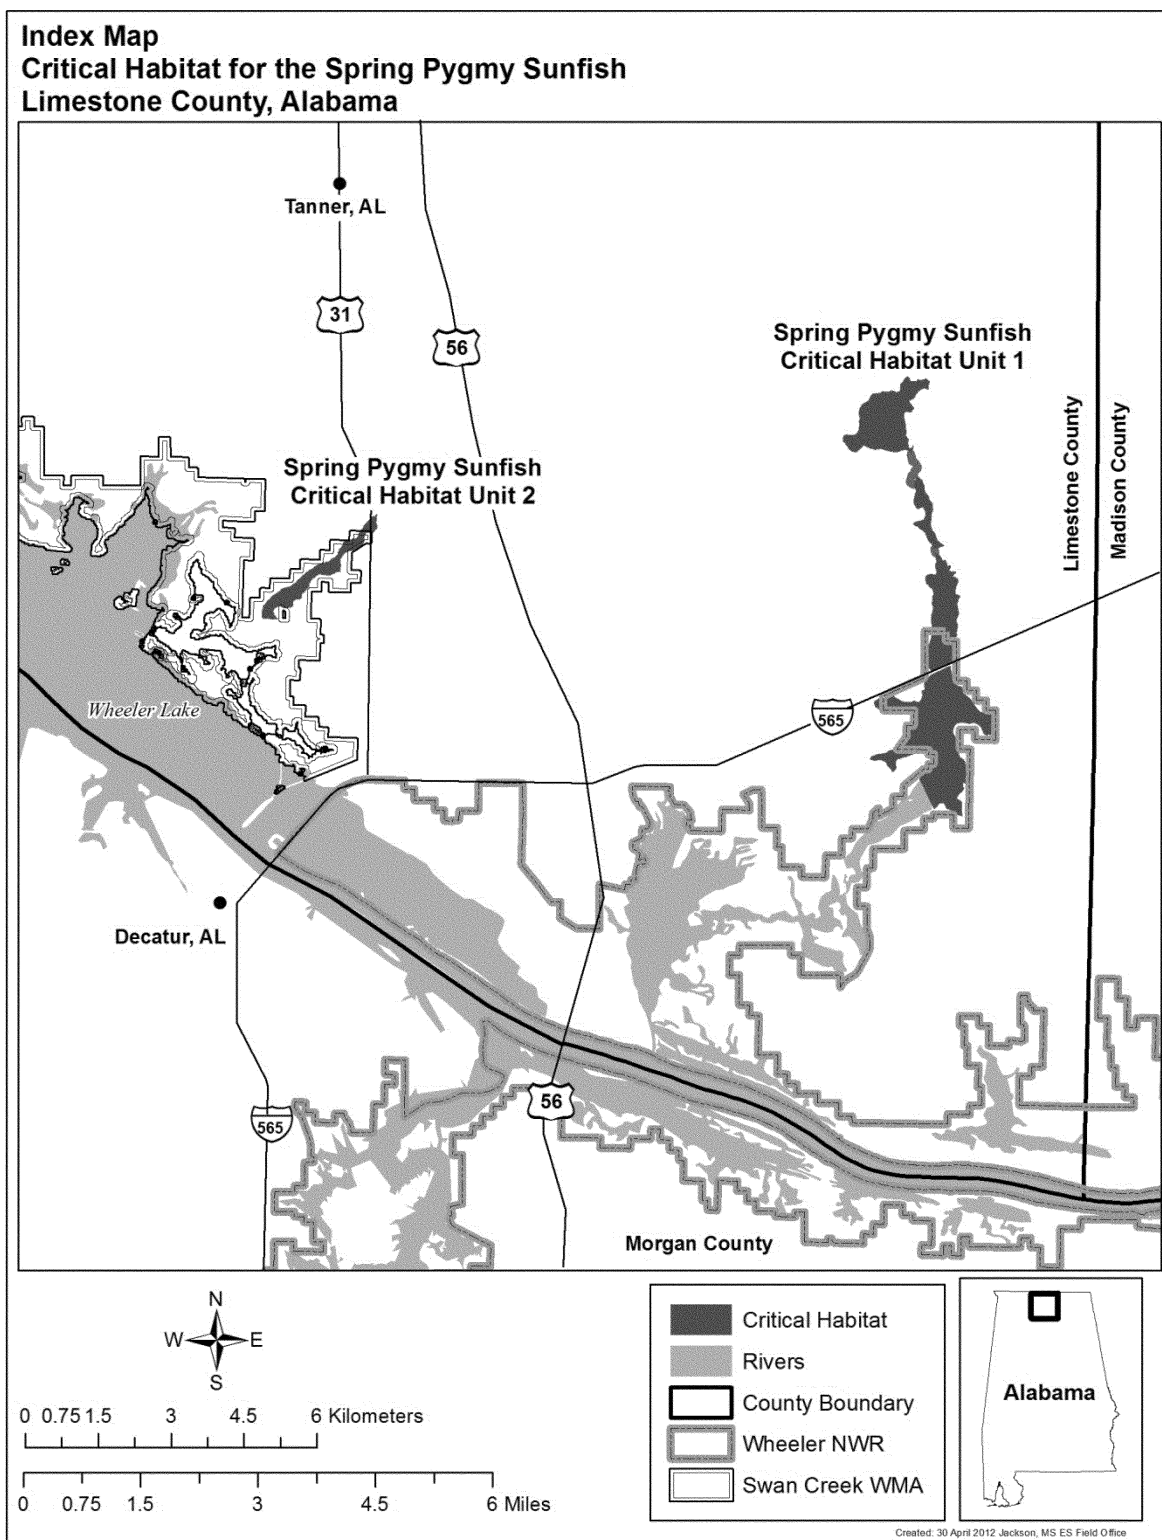 Index Map
Critical Habitat for the Spring Pygmy Sunfish
Limestone County, Alabama
Tanner, AL
31
56
Spring Pygmy Sunfish
Critical Habitat Unit 1
Limestone County
Madison County
Spring Pygmy Sunfish
Critical Habitat Unit 2
Wheeler Lake
565
Decatur, AL
56
565
Morgan County
N
W E
S
0 0.75 1.5 3 4.5 6 Kilometers
0 0.75 1.5 3 4.5 6 Miles
Critical Habitat
Rivers
County Boundary
Wheeler NWR
Swan Creek WMA
Alabama
Created: 30 April 2012 Jackson, MS ES Field Office